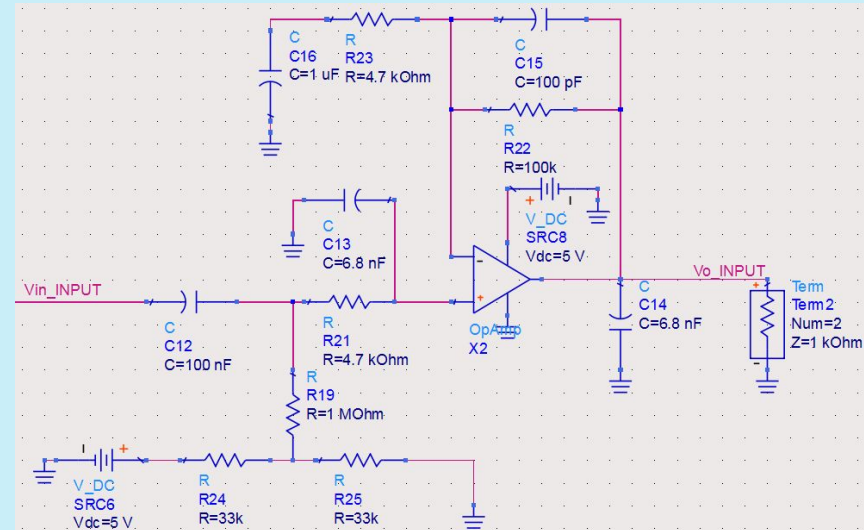 C
C16
C=1 uF
R
R23
R=4.7 kOhm
C
C15
C=100 pF
R
R22
R=100k
+
-
V_DC
SRC8
Vdc=5 V
C
C13
C=6.8 nF
Vin_INPUT
C
C12
C=100 nF
R
R21
R=4.7 kOhm
-
+
OpAmp
X2
Vo_INPUT
C
C14
C=6.8 nF
+
-
Term
Term2
Num=2
Z=1 kOhm
R
R19
R=1 MOhm
-
+
V_DC
SRC6
Vdc=5 V
R
R24
R=33k
R
R25
R=33k